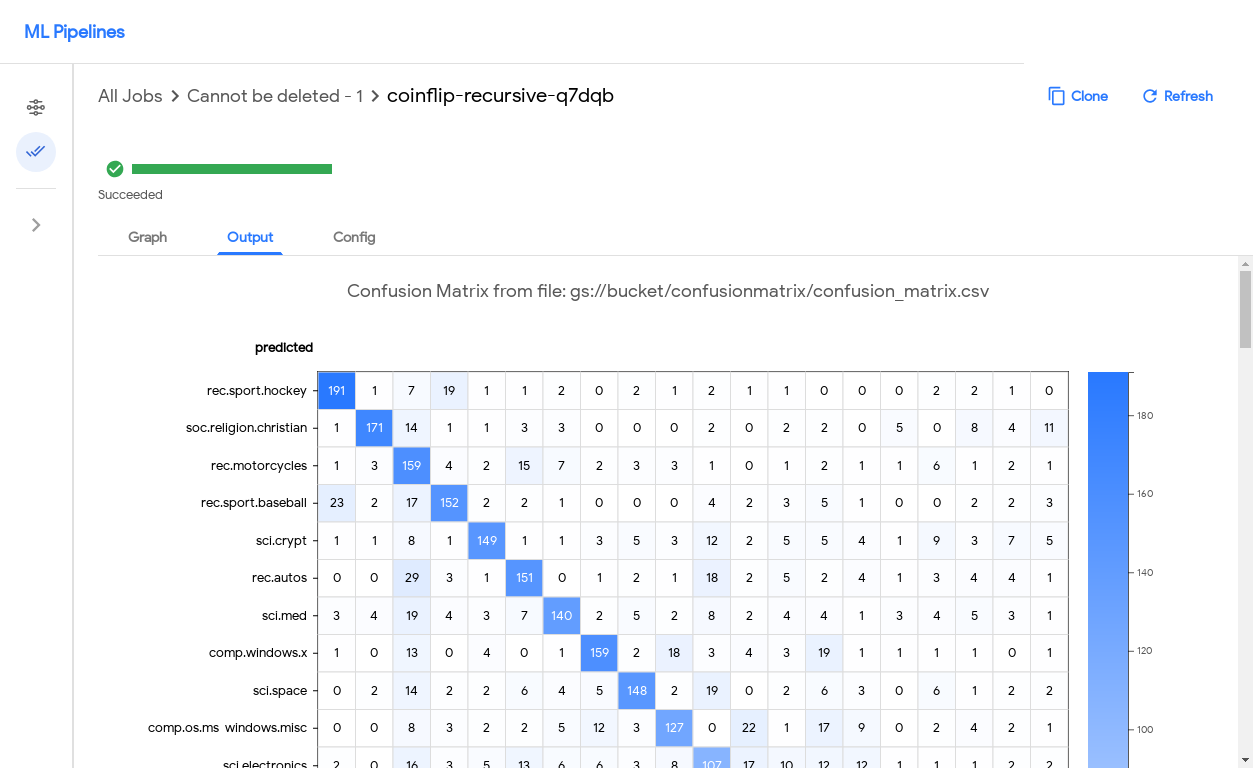 ML Pipelines
All Jobs > Cannot be deleted - 1 > coinflip-recursive-q7dqb
Clone
Refresh
Succeeded
Graph Output Config
Confusion Matrix from file: gs://bucket/confusionmatrix/confusion_matrix.csv
predicted
rec.sport.hockey 191 1 7 19 1 1 2 0 2 1 2 1 1 0 0 0 2 2 1 0
soc.religion.christian 1 171 14 1 1 3 3 0 0 0 2 0 2 2 0 5 0 8 4 11
180
rec.motorcycles 1 3 159 4 2 15 7 2 3 3 1 0 1 2 1 1 6 1 2 1
160
rec.sport.baseball 23 2 17 152 2 2 1 0 0 0 4 2 3 5 1 0 0 2 2 3
sci.crypt 1 1 8 1 149 1 1 3 5 3 12 2 5 5 4 1 9 3 7 5
140
rec.autos 0 0 29 3 1 151 0 1 2 1 18 2 5 2 4 1 3 4 4 1
sci.med 3 4 19 4 3 7 140 2 5 2 8 2 4 4 1 3 4 5 3 1
120
comp.windows.x 1 0 13 0 4 0 1 159 2 18 3 4 3 19 1 1 1 1 0 1
sci.space 0 2 14 2 2 6 4 5 148 2 19 0 2 6 3 0 6 1 2 2
comp.os.ms windows.misc 0 0 8 3 2 2 5 12 3 127 0 22 1 17 9 0 2 4 2 1
100
sci.electronics 2 0 16 3 5 13 6 6 3 8 107 17 10 12 12 1 1 1 2 2